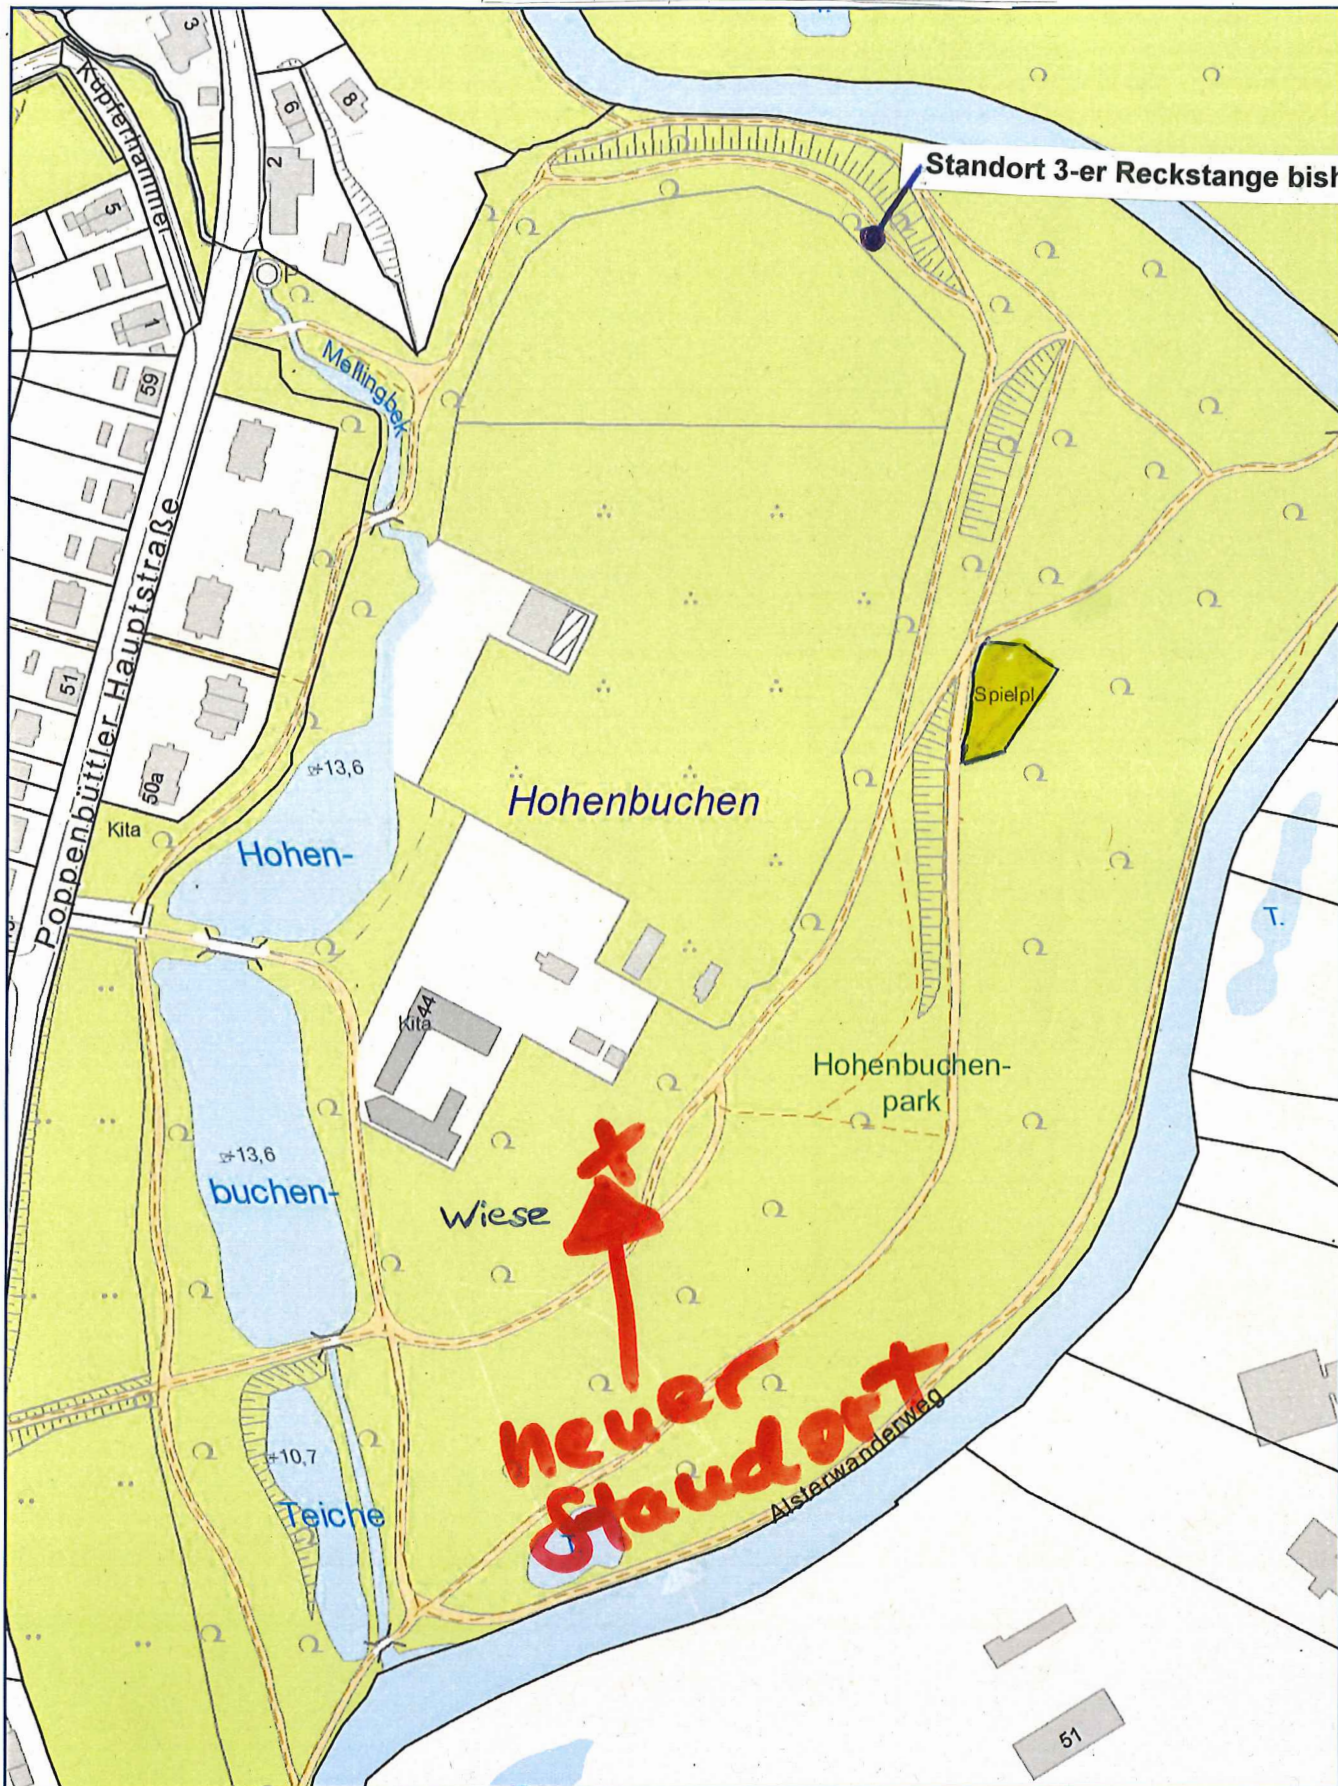 3
Kupferhammer
6
8
2
Standort 3-er Reckstange bish
5
P
1
Mellingbek
59
Poppenbüttler Hauptstraße
51
Spielpl.
÷13,6
50a
Hohenbuchen
Kita
Hohen-
T.
44
Kita
Hohenbuchen-
park
÷13,6
buchen-
Wiese
neuer
Standort
Alsterwanderweg
÷10,7
Teiche
T.
51